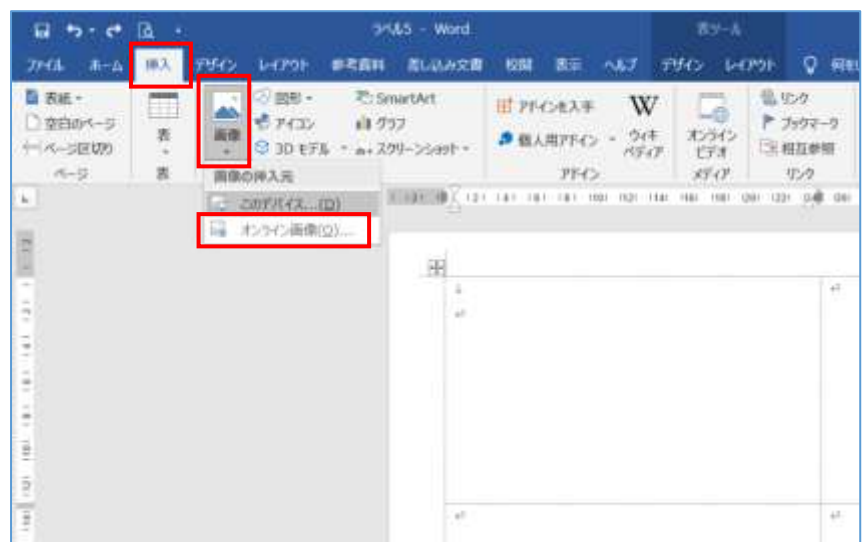 ラベル5 - Word
表ツール
ファイル ホーム 挿入 デザイン レイアウト 参考資料 差し込み文書 校閲 表示 ヘルプ デザイン レイアウト
表紙
空白のページ
ページ区切り
ページ
表
表
画像
図形
アイコン
3D モデル
SmartArt
グラフ
スクリーンショット
アドインを入手
個人用アドイン
ウィキペディア
アドイン
オンライン
ビデオ
メディア
リンク
ブックマーク
相互参照
リンク
画像の挿入元
このデバイス...(D)
オンライン画像(O)...